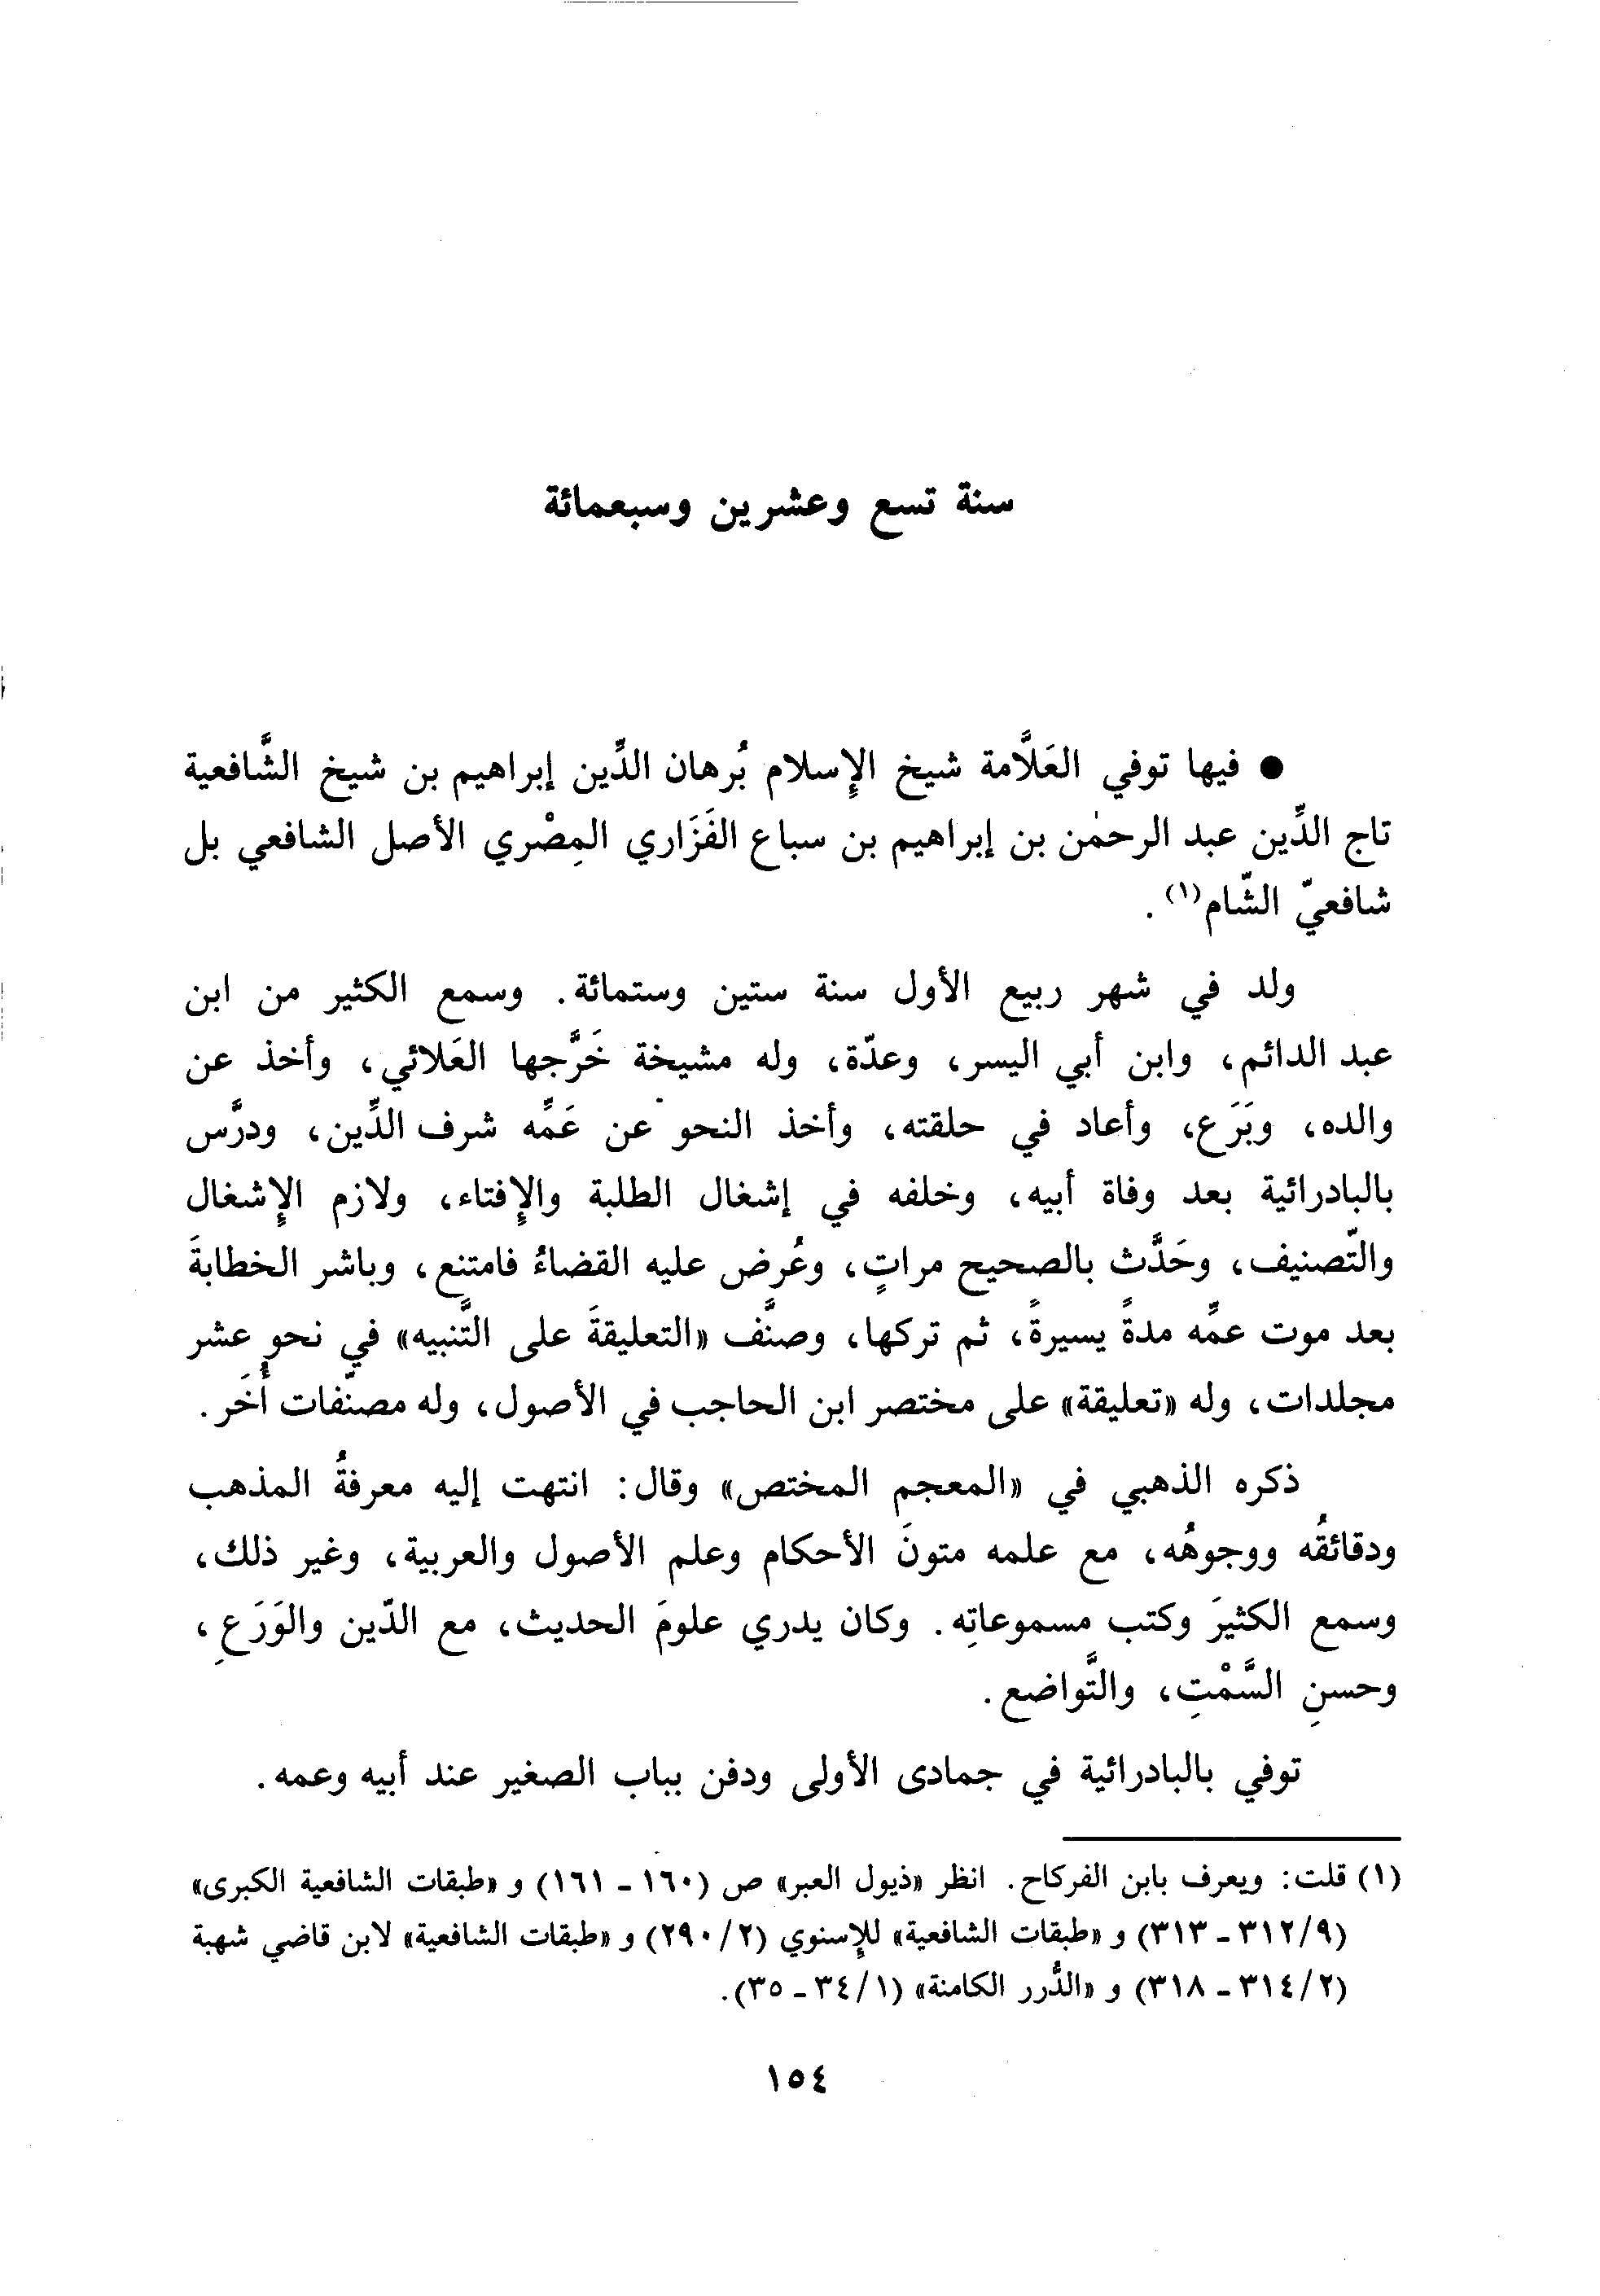 سنة تسع وعشرين وسبعمائة
● فيها توفي العَلَّامة شيخ الإِسلام بُرهان الدِّين إبراهيم بن شيخ الشَّافعية
تاج الدِّين عبد الرحمٰن بن إبراهيم بن سباع الفَزَاري المِصْري الأصل الشافعي بل
شافعيّ الشّام(١).
ولد في شهر ربيع الأول سنة ستين وستمائة. وسمع الكثير من ابن
عبد الدائم، وابن أبي اليسر، وعدّة، وله مشيخة خَرَّجها العَلائي، وأخذ عن
والده، وبَرَع، وأعاد في حلقته، وأخذ النحو عن عَمِّه شرف الدِّين، ودرَّس
بالبادرائية بعد وفاة أبيه، وخلفه في إشغال الطلبة والإِفتاء، ولازم الإِشغال
والتّصنيف، وحَدَّث بالصحيح مراتٍ، وعُرض عليه القضاءُ فامتنع، وباشر الخطابةَ
بعد موت عمِّه مدةً يسيرةً، ثم تركها، وصنَّف «التعليقةَ على التَّنبيه» في نحوِ عشر
مجلدات، وله «تعليقة» على مختصر ابن الحاجب في الأصول، وله مصنّفات أُخَر.
ذكره الذهبي في «المعجم المختص» وقال: انتهت إليه معرفةُ المذهب
ودقائقُه ووجوهُه، مع علمه متونَ الأحكام وعلم الأصول والعربية، وغير ذلك،
وسمع الكثيرَ وكتب مسموعاتِه. وكان يدري علومَ الحديث، مع الدّين والوَرَعِ،
وحسنِ السَّمْتِ، والتَّواضع.
توفي بالبادرائية في جمادى الأولى ودفن بباب الصغير عند أبيه وعمه.
(١) قلت: ويعرف بابن الفركاح. انظر «ذيول العبر» ص (١٦٠ - ١٦١) و «طبقات الشافعية الكبرى»
(٣١٢/٩ - ٣١٣) و «طبقات الشافعية» للإِسنوي (٢٩٠/٢) و «طبقات الشافعية» لابن قاضي شهبة
(٣١٤/٢ - ٣١٨) و «الدُّرر الكامنة» (٣٤/١ - ٣٥).
١٥٤